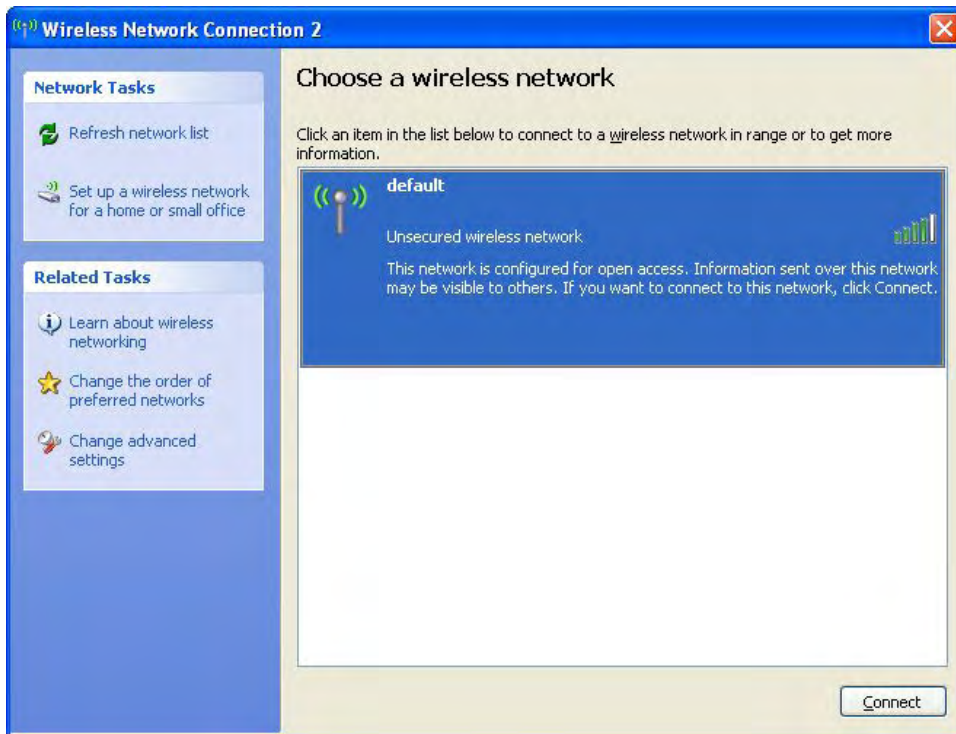 Wireless Network Connection 2
Network Tasks
Refresh network list
Set up a wireless network
for a home or small office
Related Tasks
Learn about wireless
networking
Change the order of
preferred networks
Change advanced
settings
Choose a wireless network
Click an item in the list below to connect to a wireless network in range or to get more
information.
default
Unsecured wireless network
This network is configured for open access. Information sent over this network
may be visible to others. If you want to connect to this network, click Connect.
Connect